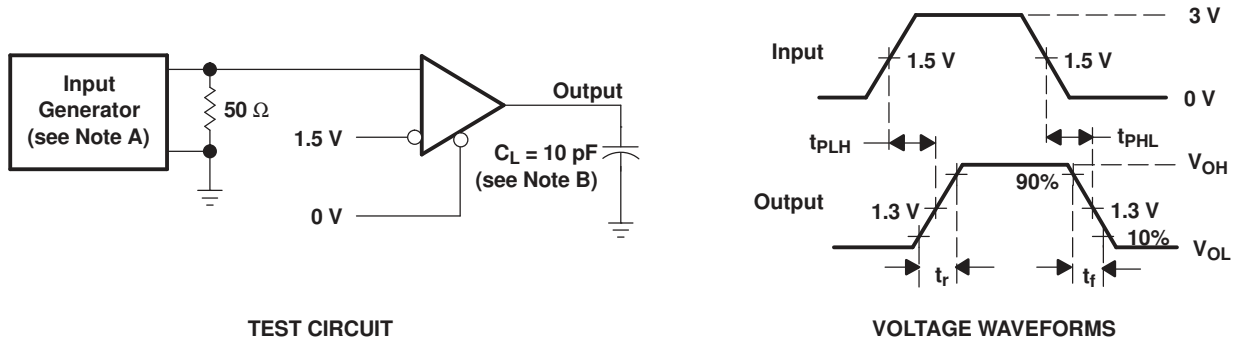 Input
Generator
(see Note A)
50 Ω
1.5 V
0 V
Output
C_L = 10 pF
(see Note B)
TEST CIRCUIT
3 V
Input
1.5 V
1.5 V
0 V
t_PLH
t_PHL
V_OH
90%
Output
1.3 V
1.3 V
10%
V_OL
t_r
t_f
VOLTAGE WAVEFORMS